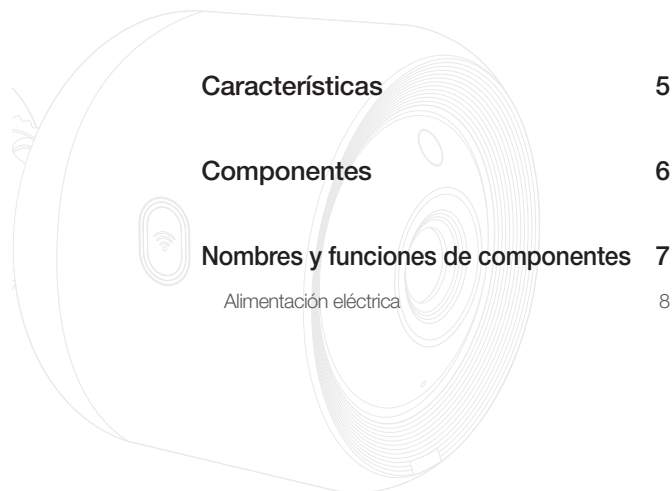 Características 5
Componentes 6
Nombres y funciones de componentes 7
Alimentación eléctrica 8